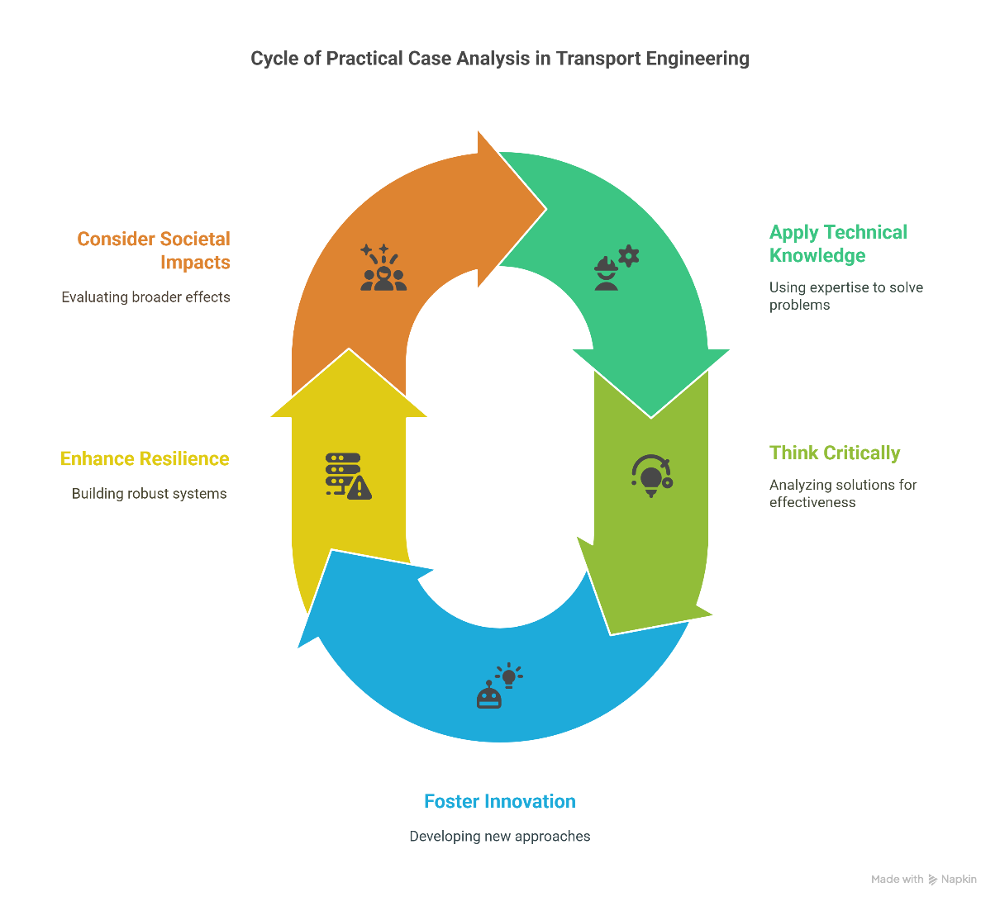 Cycle of Practical Case Analysis in Transport Engineering
Consider Societal
Impacts
Evaluating broader effects
Apply Technical
Knowledge
Using expertise to solve
problems
Enhance Resilience
Building robust systems
Think Critically
Analyzing solutions for
effectiveness
Foster Innovation
Developing new approaches
Made with Napkin